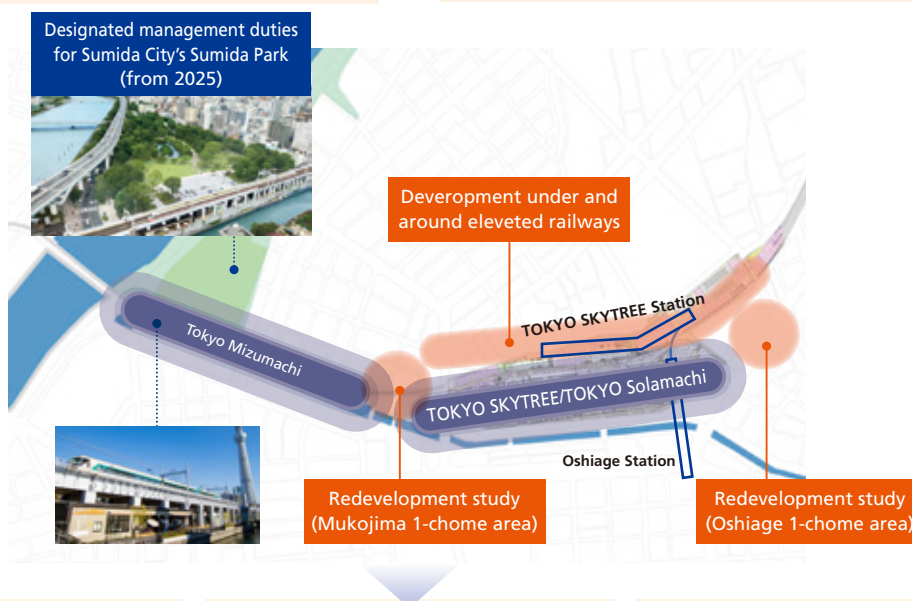 Designated management duties
for Sumida City's Sumida Park
(from 2025)
Deveropment under and
around eleveted railways
TOKYO SKYTREE Station
Tokyo Mizumachi
TOKYO SKYTREE/TOKYO Solamachi
Oshiage Station
Redevelopment study
(Mukojima 1-chome area)
Redevelopment study
(Oshiage 1-chome area)